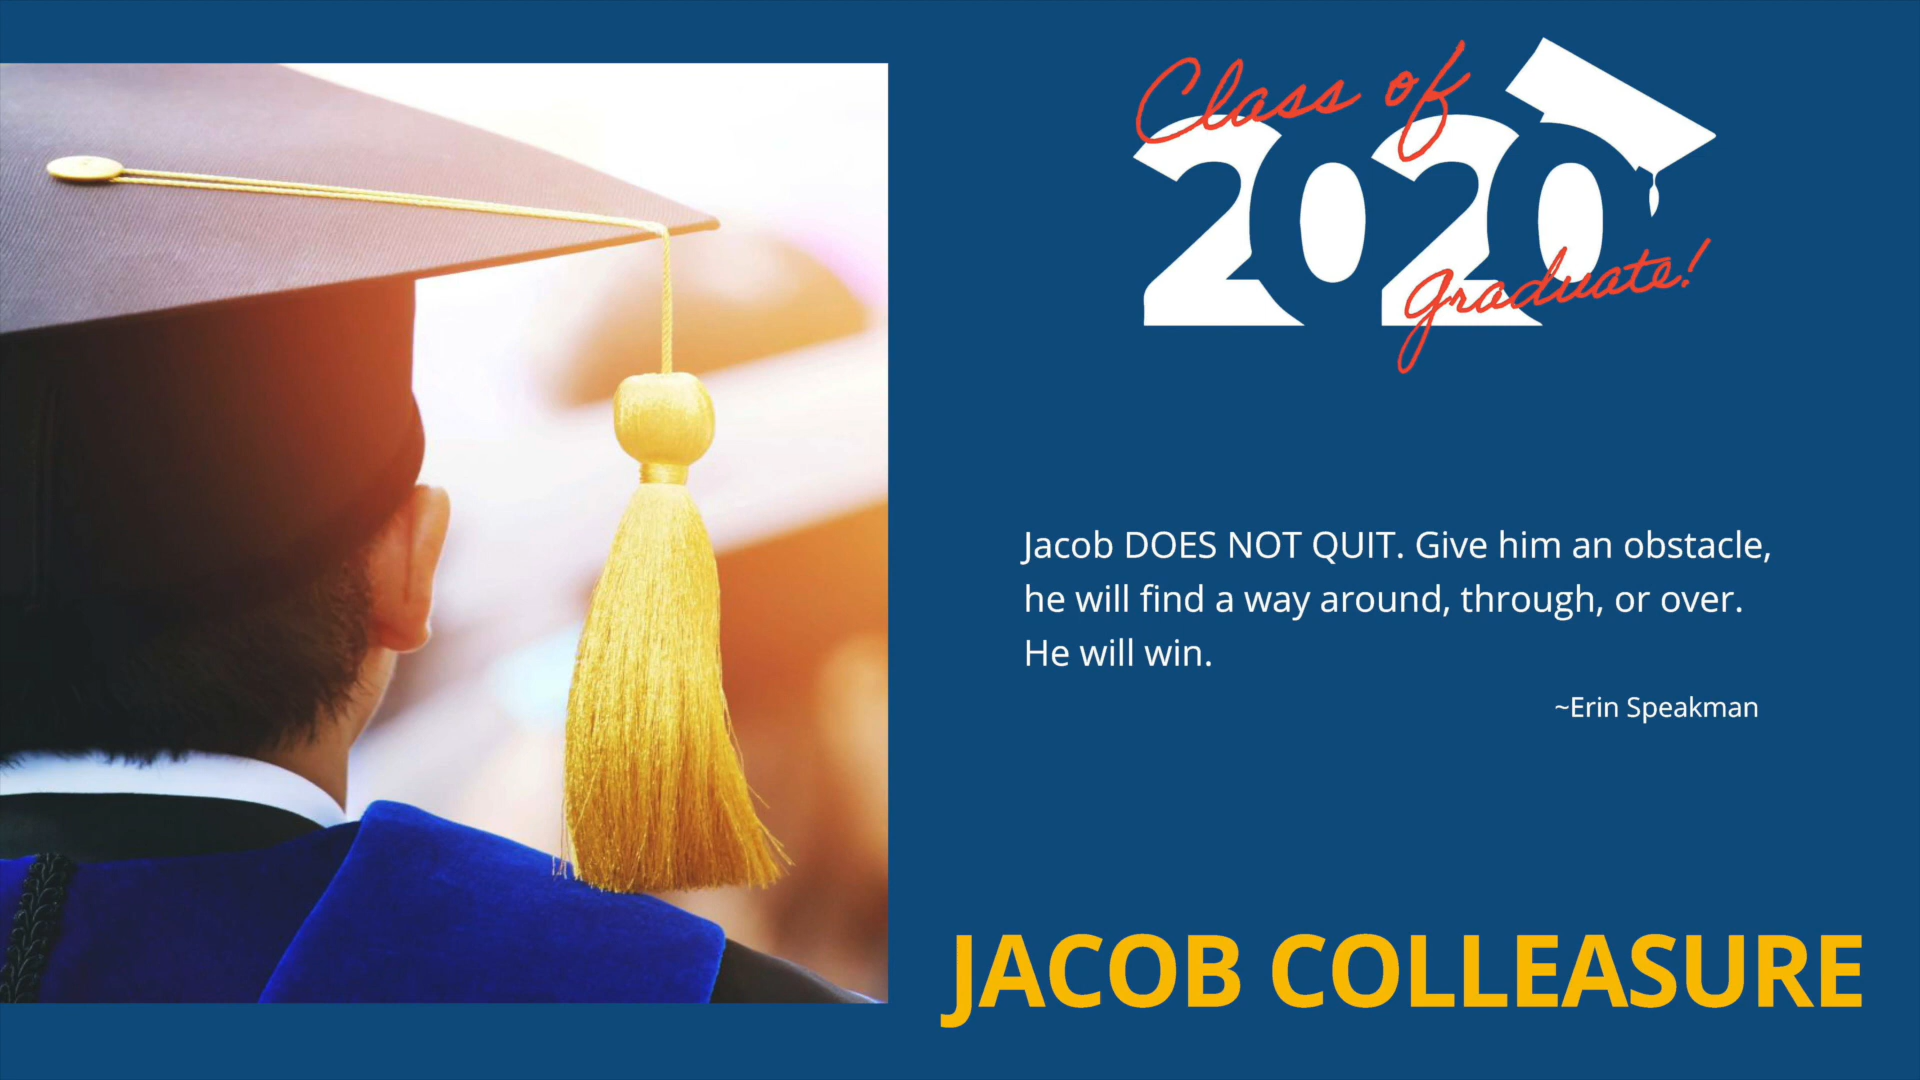 Class of
2020
graduate!
Jacob DOES NOT QUIT. Give him an obstacle,
he will find a way around, through, or over.
He will win.
~Erin Speakman
JACOB COLLEASURE